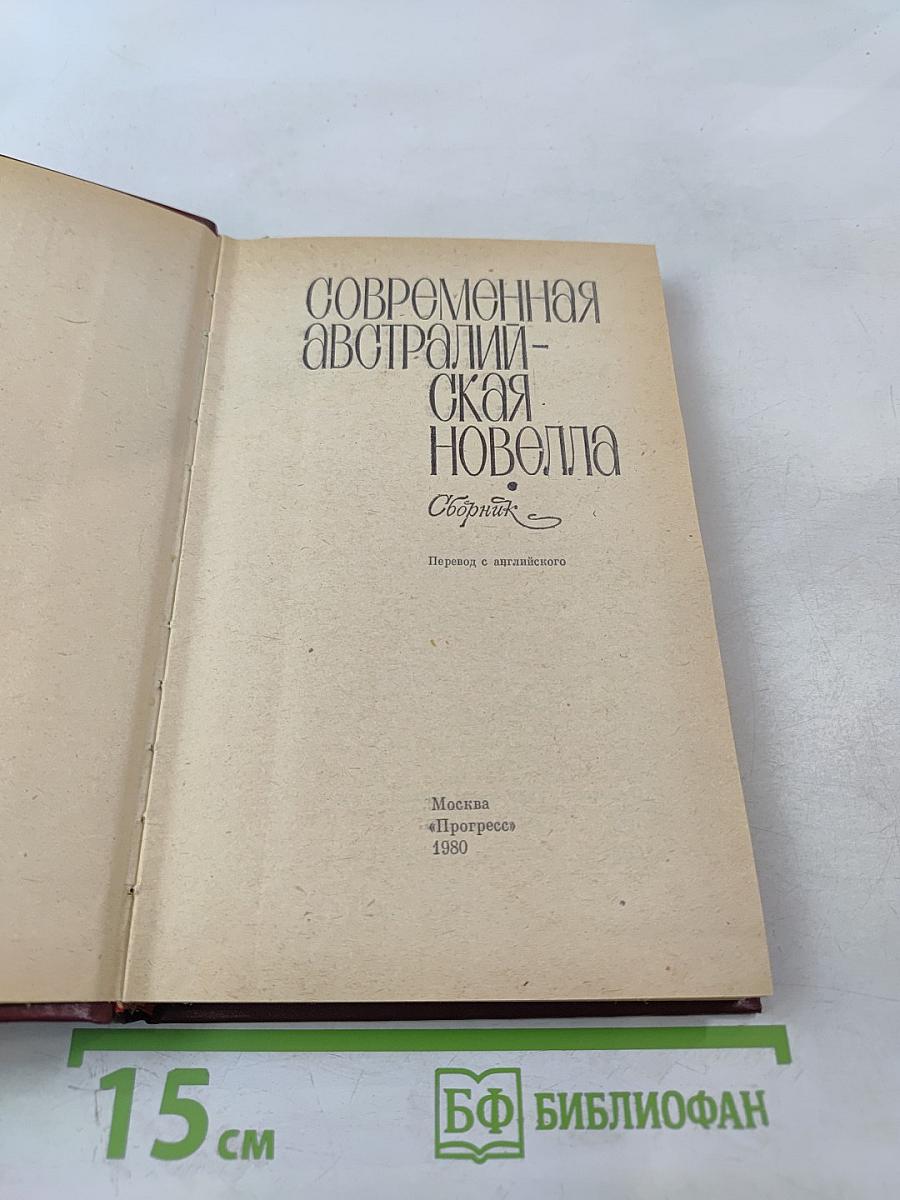 СОВРЕМЕННАЯ
АВСТРАЛИЙ-
СКАЯ
НОВЕЛЛА
Сборник
Перевод с английского
Москва
«Прогресс»
1980
15 см
БФ БИБЛИОФАН